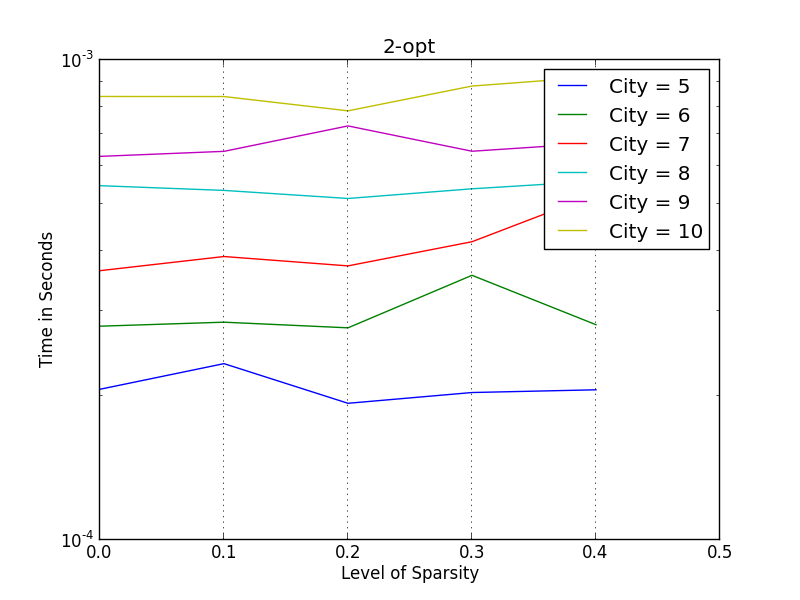 2-opt
10^-3
10^-4
Time in Seconds
City = 5
City = 6
City = 7
City = 8
City = 9
City = 10
0.0 0.1 0.2 0.3 0.4 0.5
Level of Sparsity